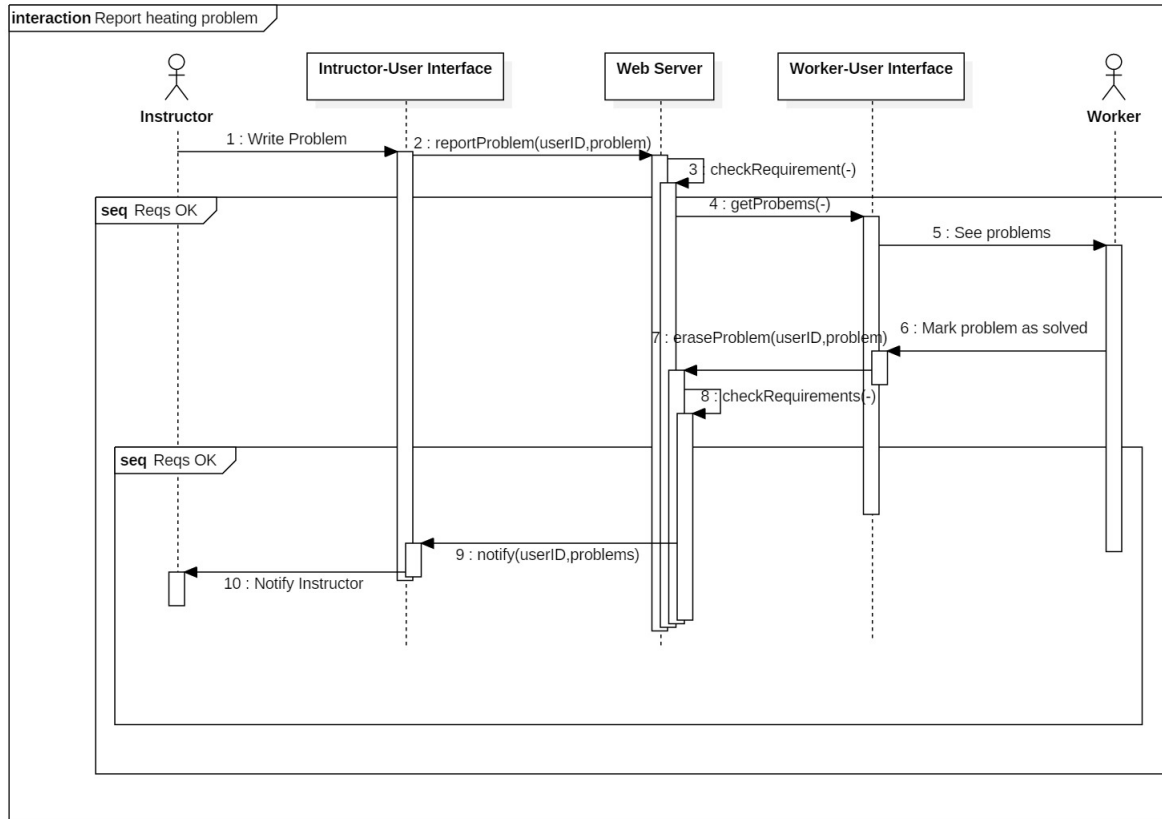 interaction Report heating problem
Intructor-User Interface
Web Server
Worker-User Interface
Instructor
Worker
1 : Write Problem
2 : reportProblem(userID,problem)
3 : checkRequirement(-)
seq Reqs OK
4 : getProbems(-)
5 : See problems
6 : Mark problem as solved
7 : eraseProblem(userID,problem)
8 : checkRequirements(-)
seq Reqs OK
9 : notify(userID,problems)
10 : Notify Instructor